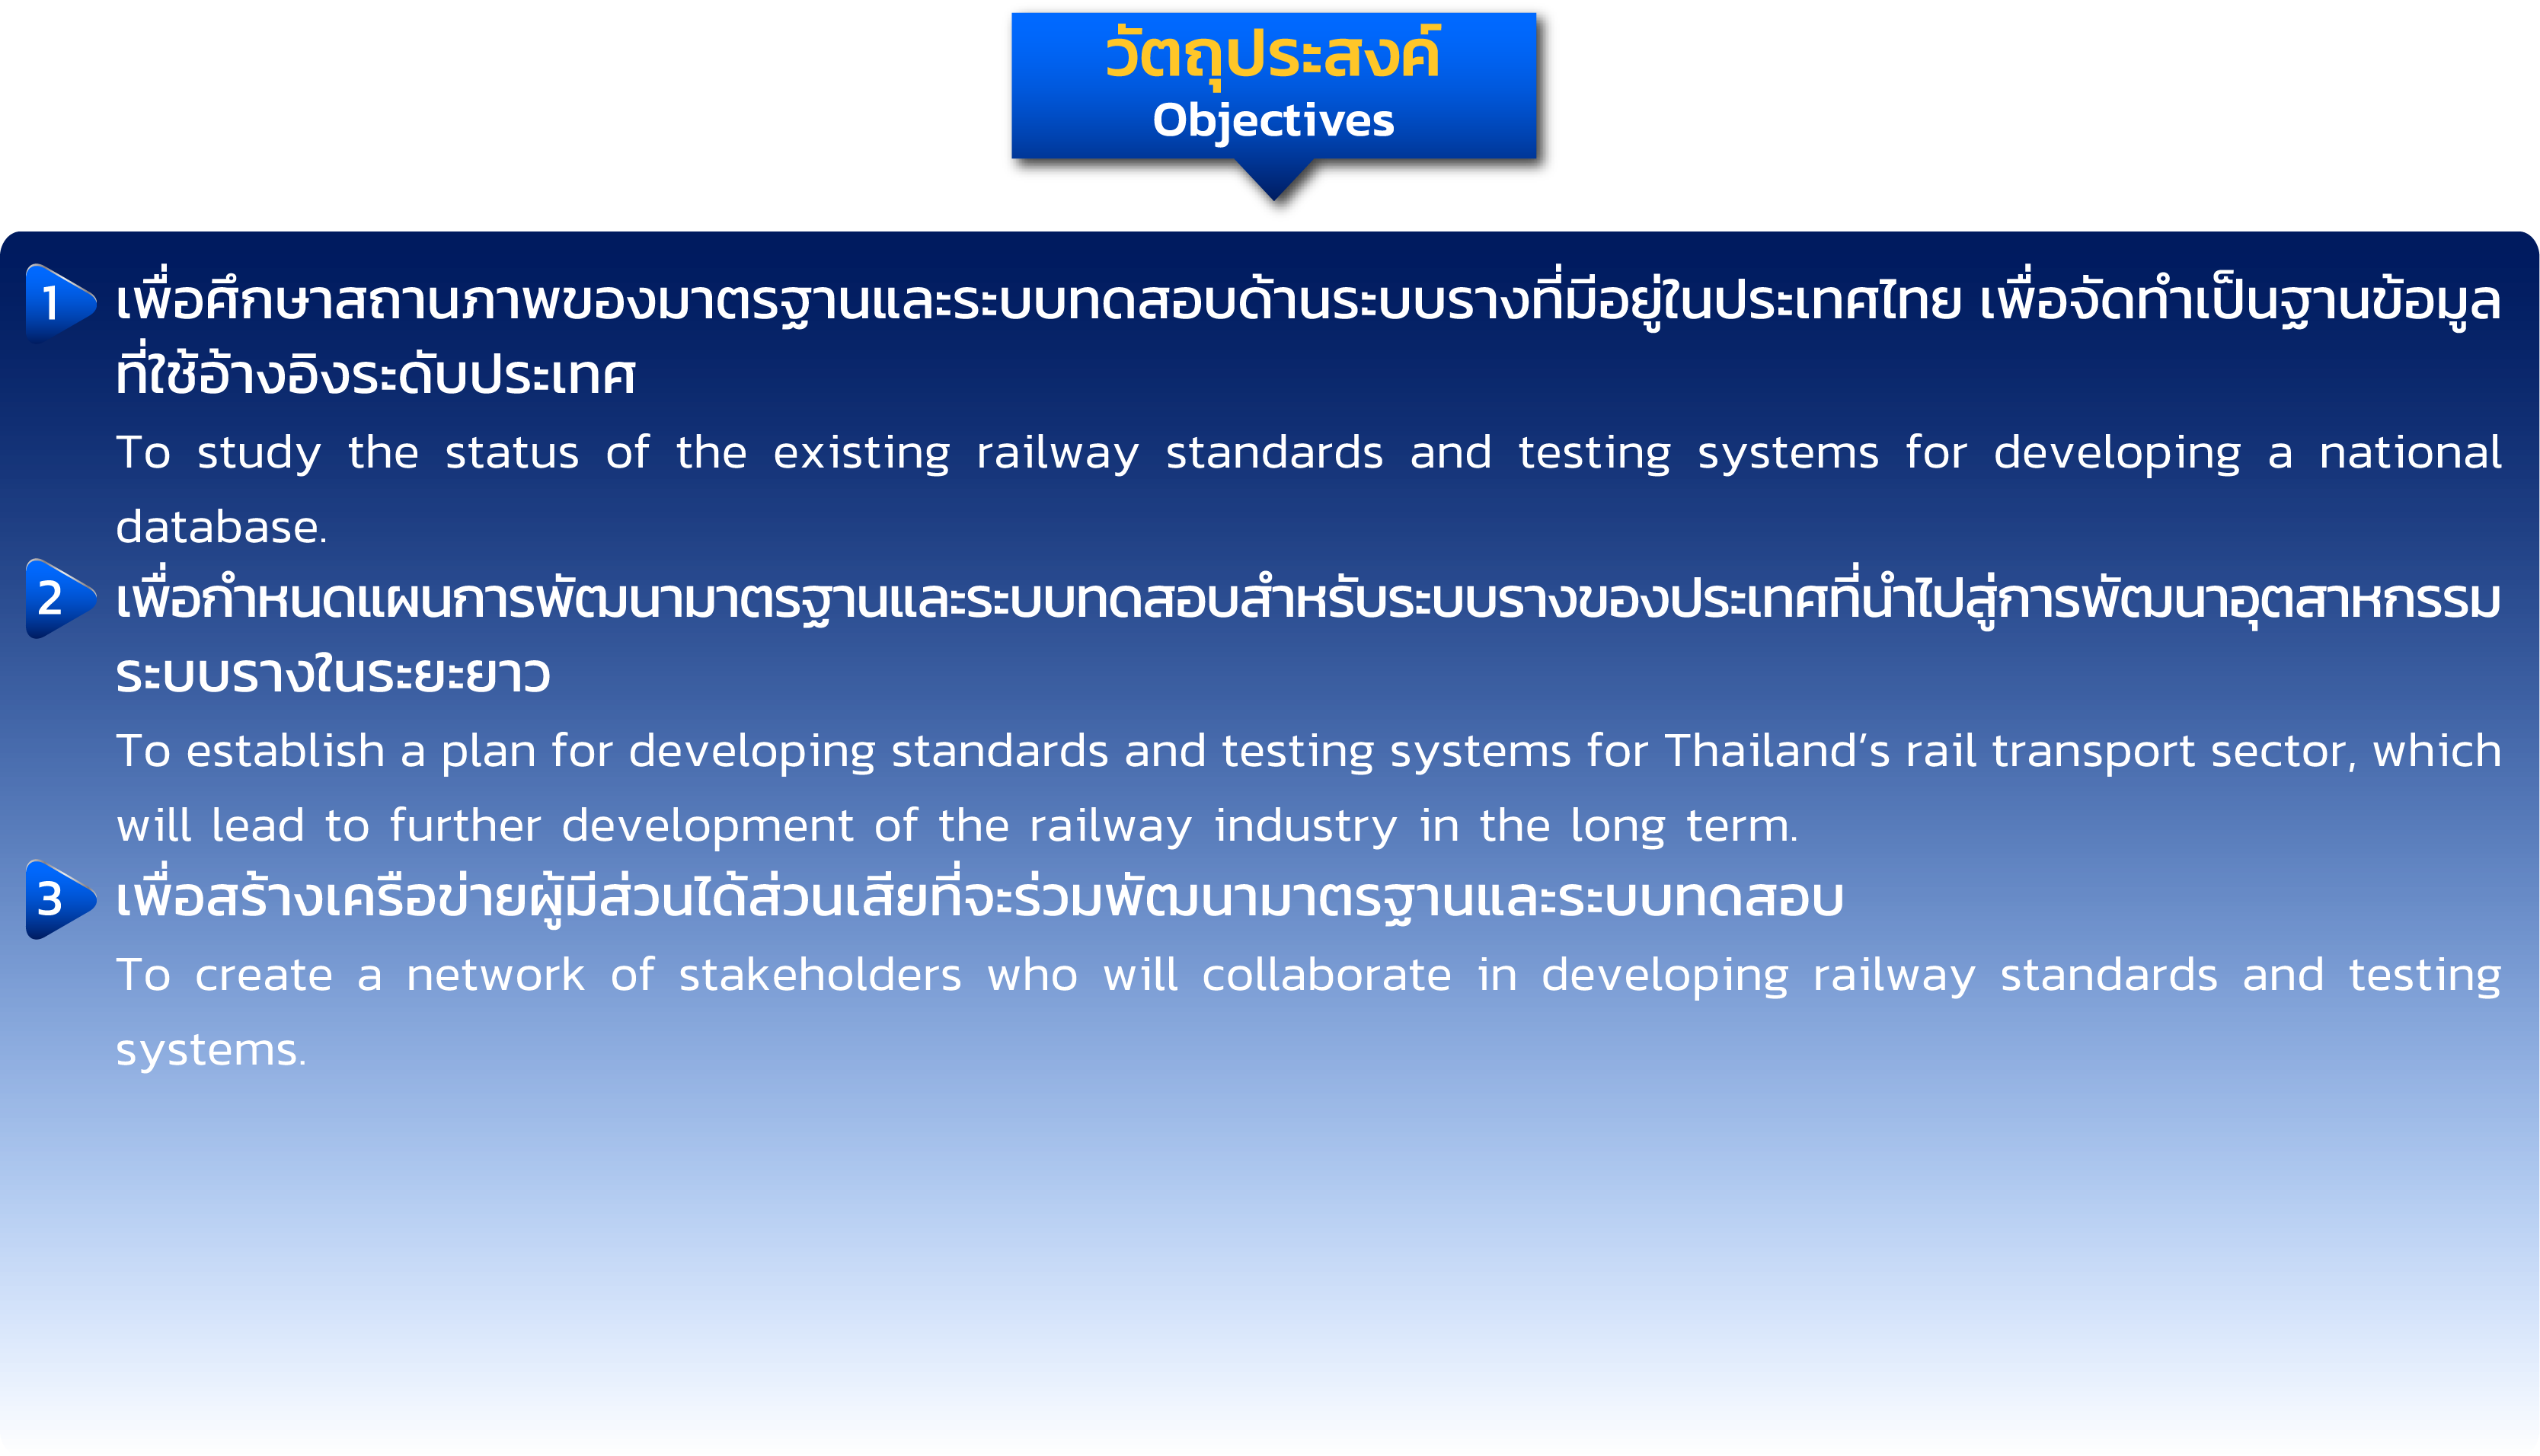 วัตถุประสงค์
Objectives
1 เพื่อศึกษาสถานภาพของมาตรฐานและระบบทดสอบด้านระบบรางที่มีอยู่ในประเทศไทย เพื่อจัดทำเป็นฐานข้อมูล
ที่ใช้อ้างอิงระดับประเทศ
To study the status of the existing railway standards and testing systems for developing a national
database.
2 เพื่อกำหนดแผนการพัฒนามาตรฐานและระบบทดสอบสำหรับระบบรางของประเทศที่นำไปสู่การพัฒนาอุตสาหกรรม
ระบบรางในระยะยาว
To establish a plan for developing standards and testing systems for Thailand’s rail transport sector, which
will lead to further development of the railway industry in the long term.
3 เพื่อสร้างเครือข่ายผู้มีส่วนได้ส่วนเสียที่จะร่วมพัฒนามาตรฐานและระบบทดสอบ
To create a network of stakeholders who will collaborate in developing railway standards and testing
systems.